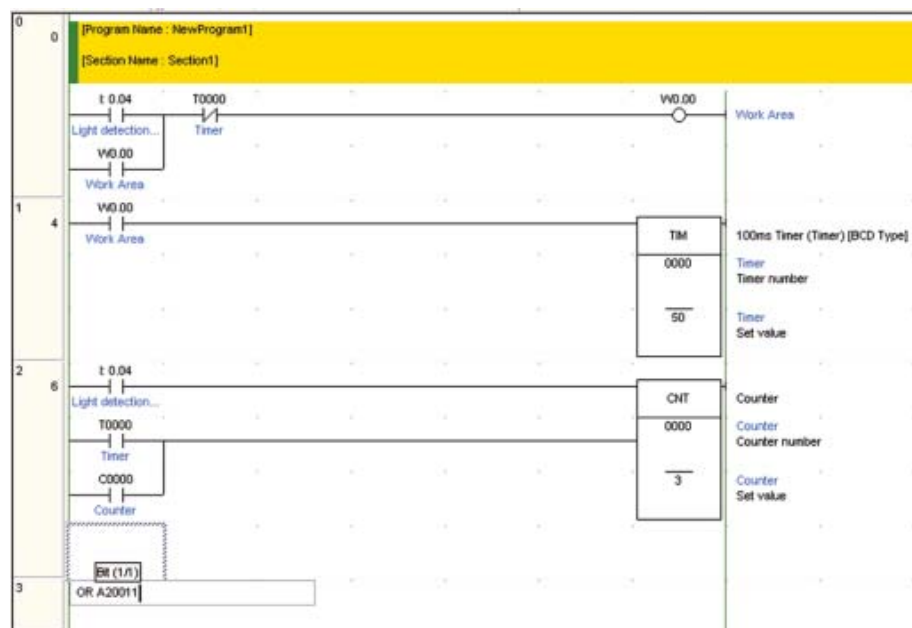 0
0
[Program Name : NewProgram1]
[Section Name : Section1]
I: 0.04 T0000 W0.00
Light detection... Timer Work Area
W0.00
Work Area
1
4
W0.00
Work Area
TIM 100ms Timer (Timer) [BCD Type]
0000 Timer
Timer number
50 Timer
Set value
2
6
I: 0.04
Light detection...
CNT Counter
T0000
Timer
0000 Counter
Counter number
C0000
Counter
3 Counter
Set value
Bit (1/1)
3
OR A20011